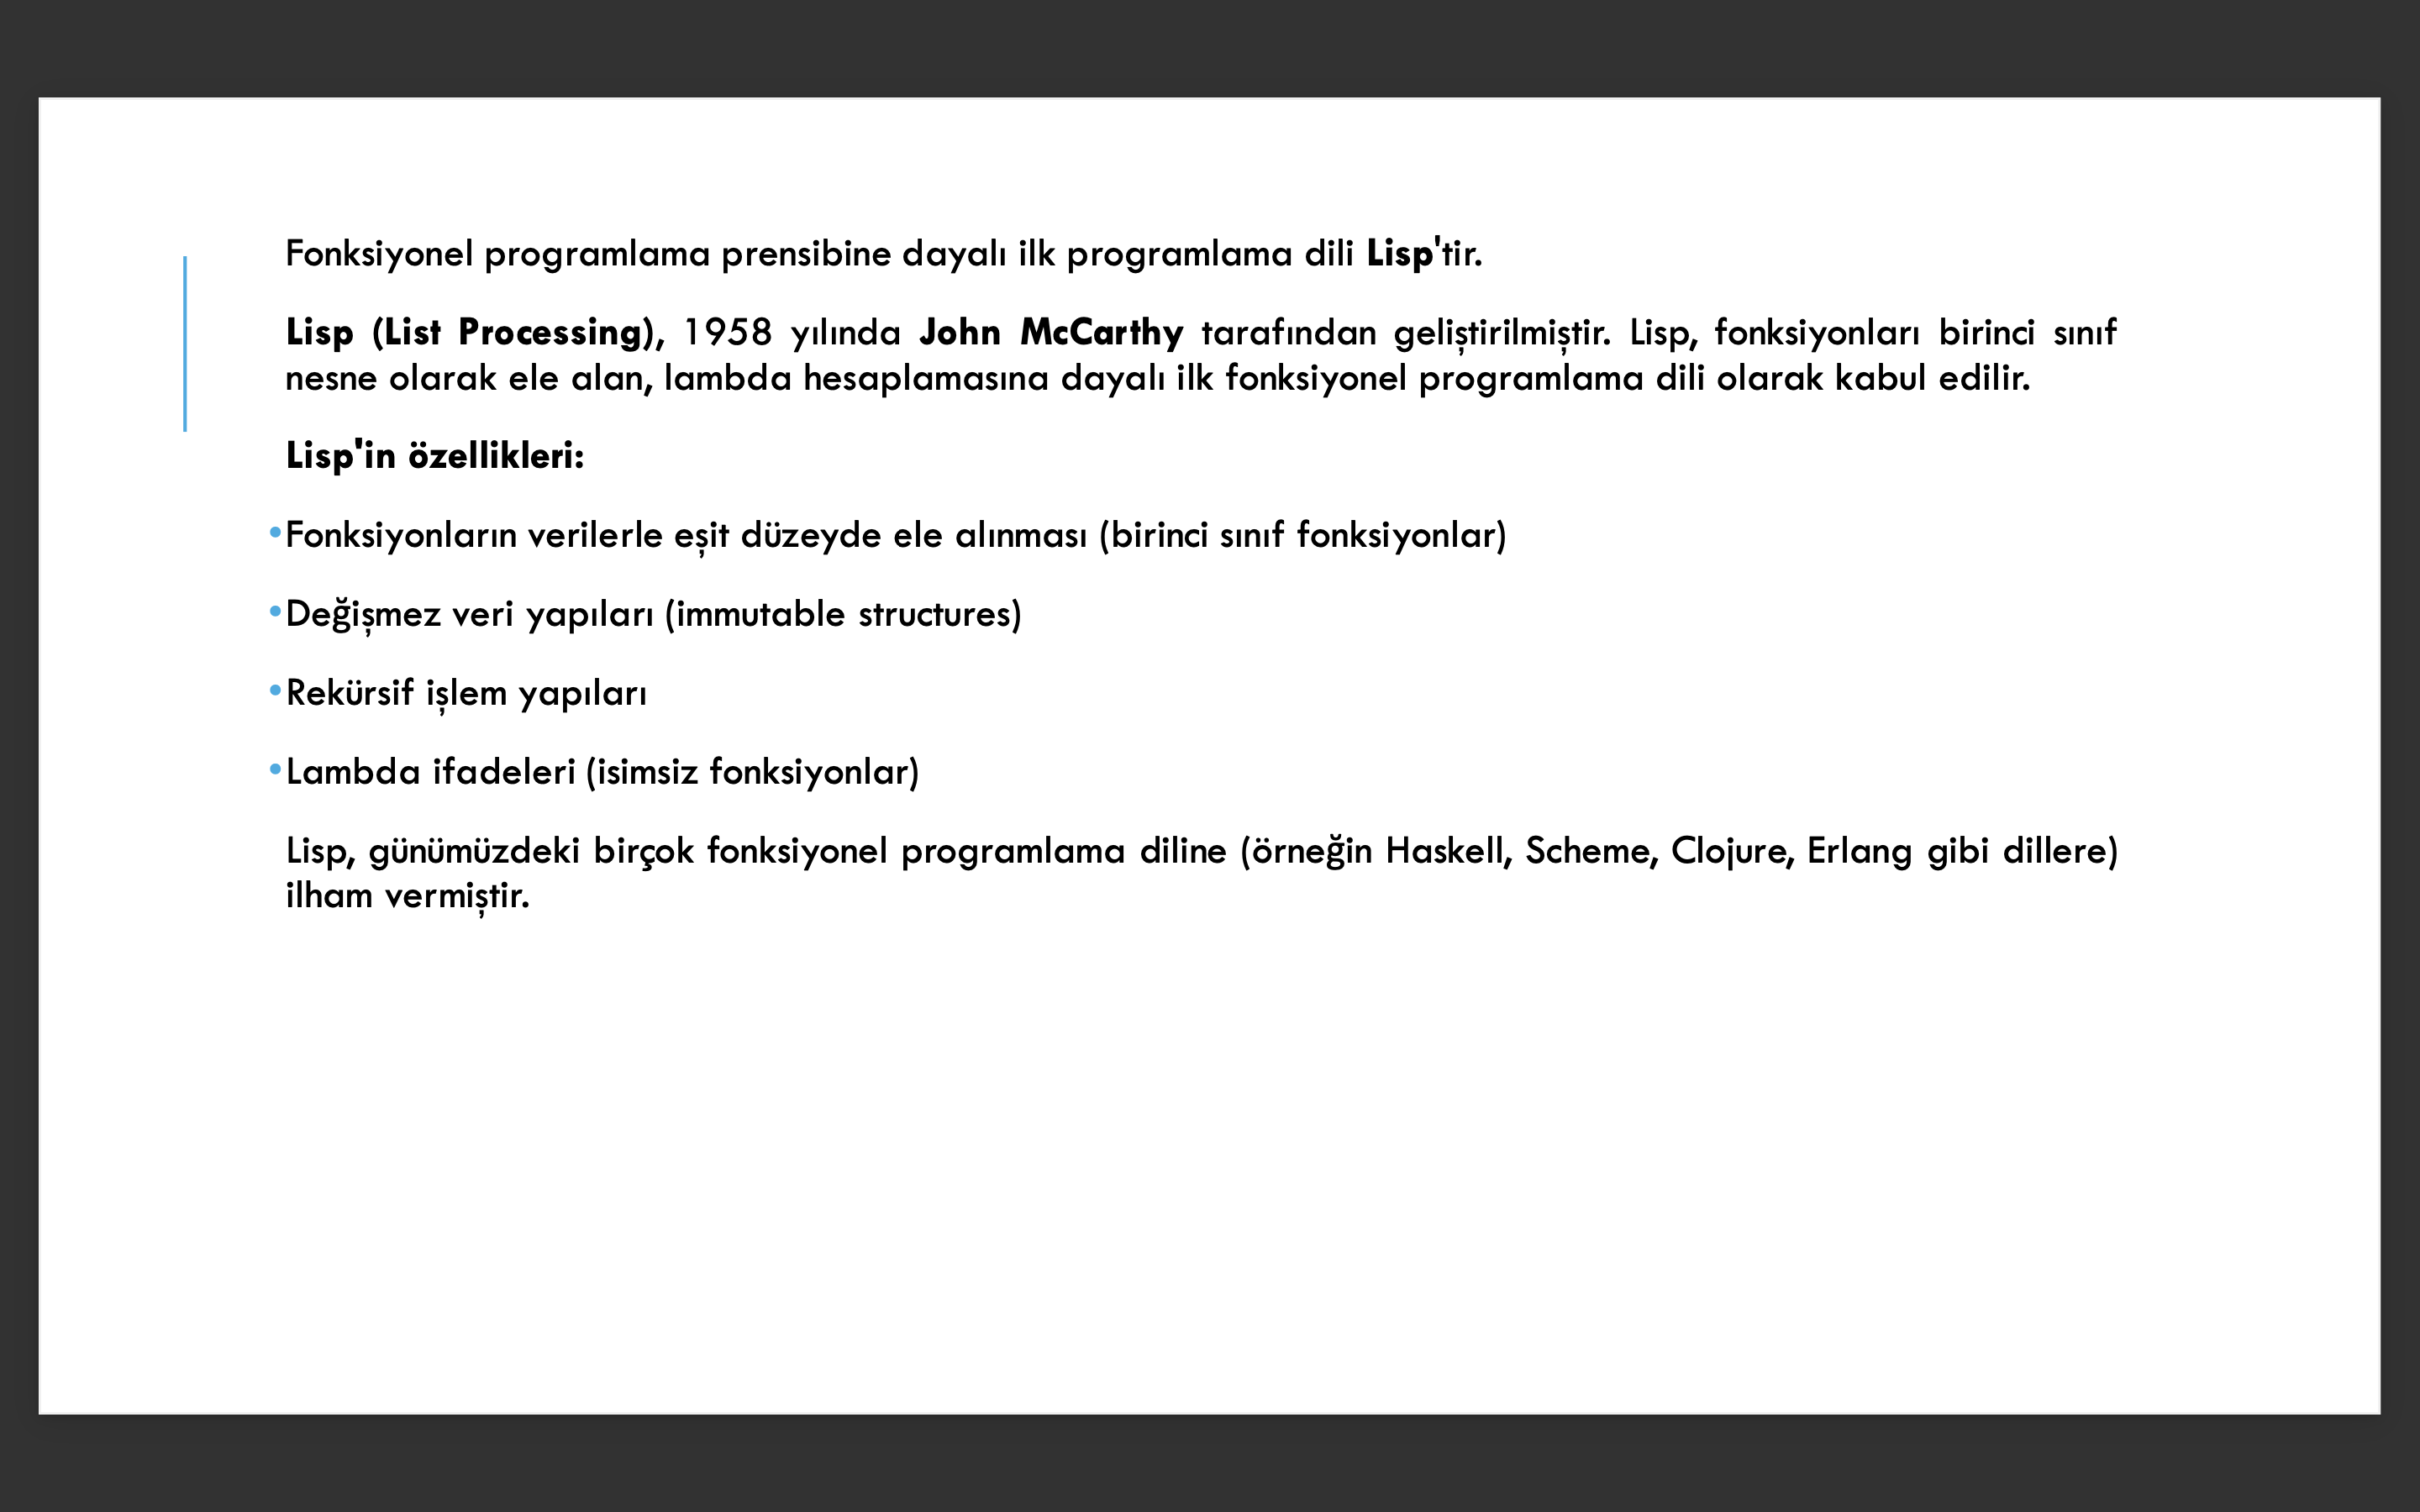 Fonksiyonel programlama prensibine dayalı ilk programlama dili Lisp'tir.
Lisp (List Processing), 1958 yılında John McCarthy tarafından geliştirilmiştir. Lisp, fonksiyonları birinci sınıf
nesne olarak ele alan, lambda hesaplamasına dayalı ilk fonksiyonel programlama dili olarak kabul edilir.
Lisp'in özellikleri:
•Fonksiyonların verilerle eşit düzeyde ele alınması (birinci sınıf fonksiyonlar)
•Değişmez veri yapıları (immutable structures)
•Rekürsif işlem yapıları
•Lambda ifadeleri (isimsiz fonksiyonlar)
Lisp, günümüzdeki birçok fonksiyonel programlama diline (örneğin Haskell, Scheme, Clojure, Erlang gibi dillere)
ilham vermiştir.